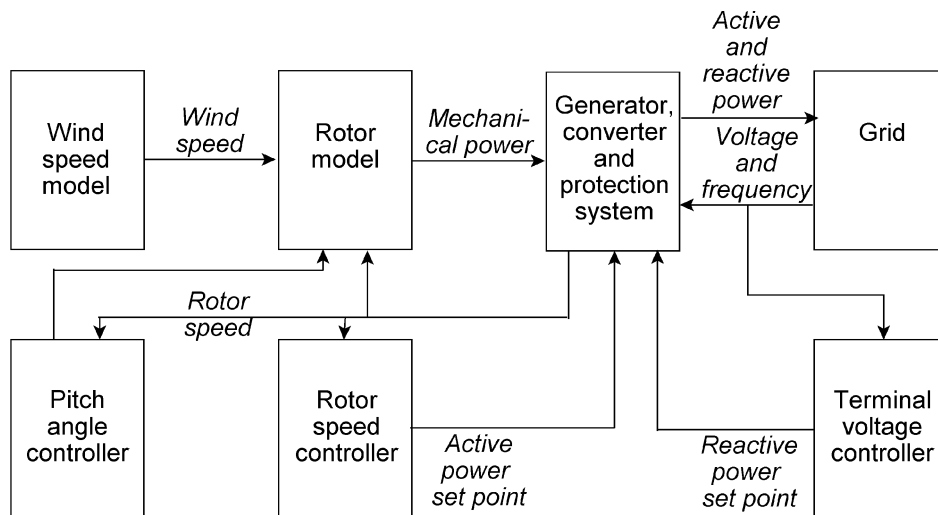 Wind
speed
model
Wind
speed
Rotor
model
Mechani-
cal power
Generator,
converter
and
protection
system
Active
and
reactive
power
Voltage
and
frequency
Grid
Rotor
speed
Pitch
angle
controller
Rotor
speed
controller
Active
power
set point
Reactive
power
set point
Terminal
voltage
controller